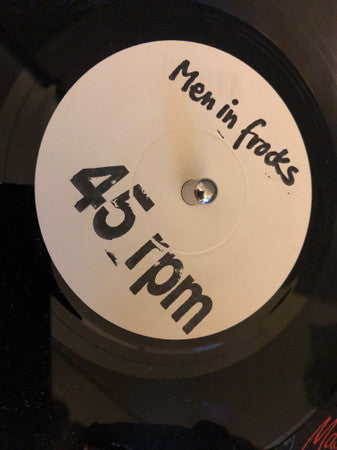 Men in frocks
45 rpm